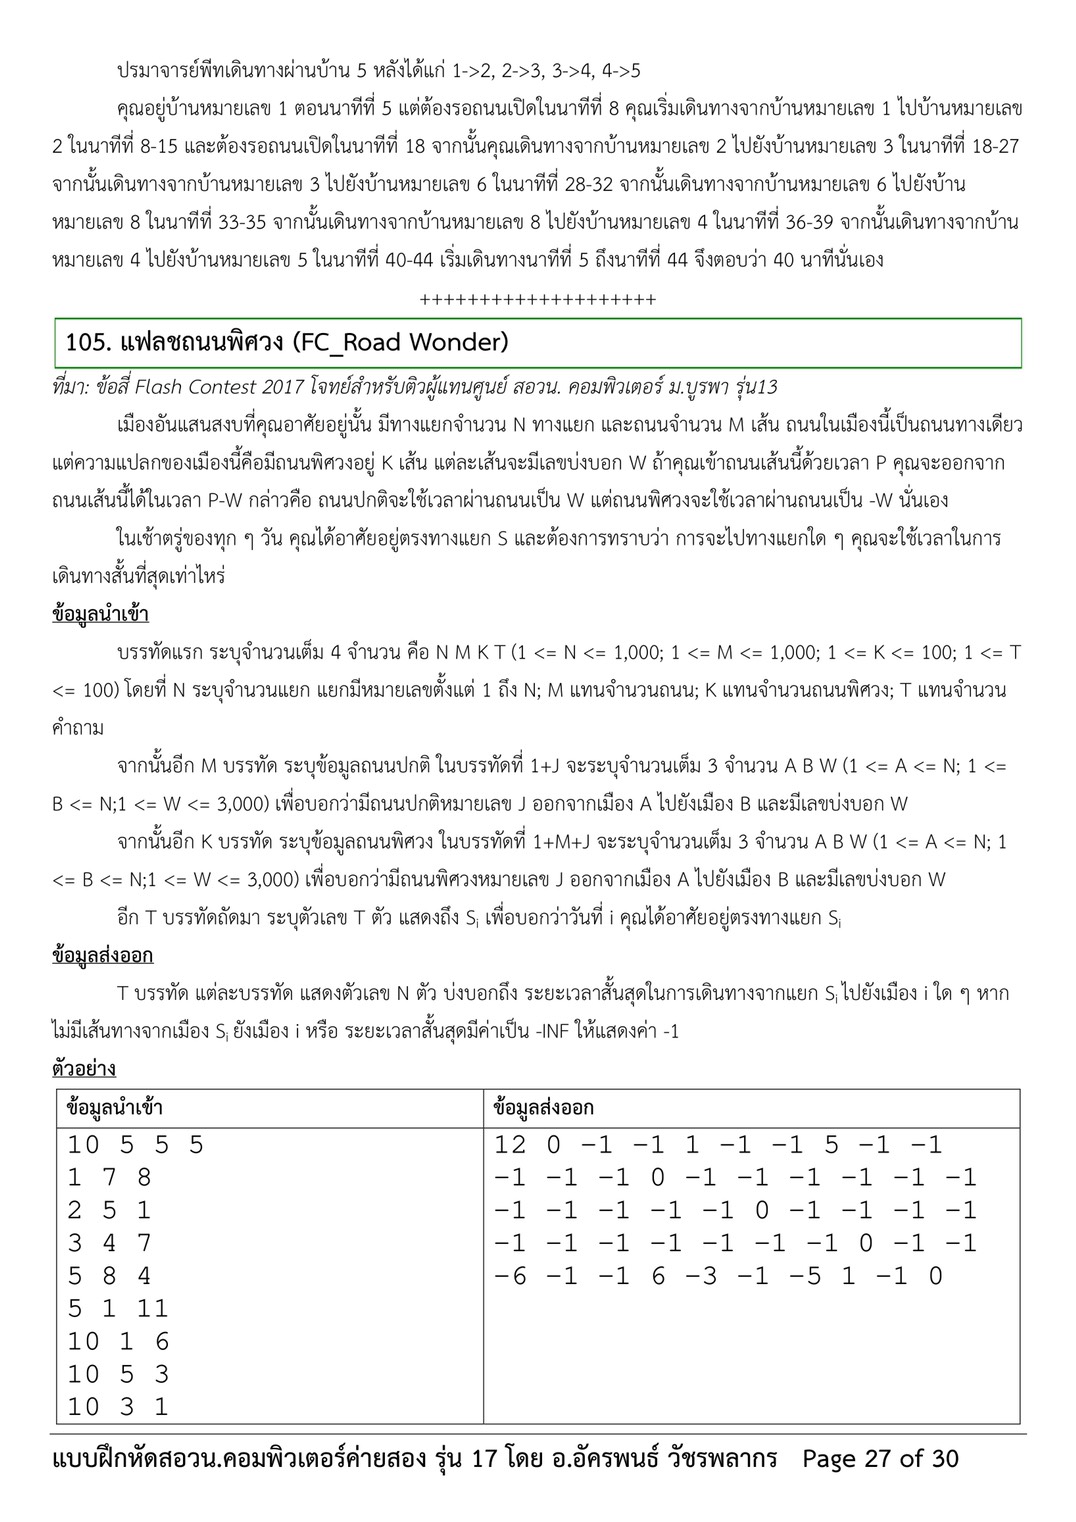 ปรมาจารย์พีทเดินทางผ่านบ้าน 5 หลังได้แก่ 1->2, 2->3, 3->4, 4->5
คุณอยู่บ้านหมายเลข 1 ตอนนาทีที่ 5 แต่ต้องรอถนนเปิดในนาทีที่ 8 คุณเริ่มเดินทางจากบ้านหมายเลข 1 ไปบ้านหมายเลข
2 ในนาทีที่ 8-15 และต้องรอถนนเปิดในนาทีที่ 18 จากนั้นคุณเดินทางจากบ้านหมายเลข 2 ไปยังบ้านหมายเลข 3 ในนาทีที่ 18-27
จากนั้นเดินทางจากบ้านหมายเลข 3 ไปยังบ้านหมายเลข 6 ในนาทีที่ 28-32 จากนั้นเดินทางจากบ้านหมายเลข 6 ไปยังบ้าน
หมายเลข 8 ในนาทีที่ 33-35 จากนั้นเดินทางจากบ้านหมายเลข 8 ไปยังบ้านหมายเลข 4 ในนาทีที่ 36-39 จากนั้นเดินทางจากบ้าน
หมายเลข 4 ไปยังบ้านหมายเลข 5 ในนาทีที่ 40-44 เริ่มเดินทางนาทีที่ 5 ถึงนาทีที่ 44 จึงตอบว่า 40 นาทีนั่นเอง
++++++++++++++++++++
105. แฟลชถนนพิศวง (FC_Road Wonder)
ที่มา: ข้อสี่ Flash Contest 2017 โจทย์สำหรับติวผู้แทนศูนย์ สอวน. คอมพิวเตอร์ ม.บูรพา รุ่น13
เมืองอันแสนสงบที่คุณอาศัยอยู่นั้น มีทางแยกจำนวน N ทางแยก และถนนจำนวน M เส้น ถนนในเมืองนี้เป็นถนนทางเดียว
แต่ความแปลกของเมืองนี้คือมีถนนพิศวงอยู่ K เส้น แต่ละเส้นจะมีเลขบ่งบอก W ถ้าคุณเข้าถนนเส้นนี้ด้วยเวลา P คุณจะออกจาก
ถนนเส้นนี้ได้ในเวลา P-W กล่าวคือ ถนนปกติจะใช้เวลาผ่านถนนเป็น W แต่ถนนพิศวงจะใช้เวลาผ่านถนนเป็น -W นั่นเอง
ในเช้าตรู่ของทุก ๆ วัน คุณได้อาศัยอยู่ตรงทางแยก S และต้องการทราบว่า การจะไปทางแยกใด ๆ คุณจะใช้เวลาในการ
เดินทางสั้นที่สุดเท่าไหร่
ข้อมูลนำเข้า
บรรทัดแรก ระบุจำนวนเต็ม 4 จำนวน คือ N M K T (1 <= N <= 1,000; 1 <= M <= 1,000; 1 <= K <= 100; 1 <= T
<= 100) โดยที่ N ระบุจำนวนแยก แยกมีหมายเลขตั้งแต่ 1 ถึง N; M แทนจำนวนถนน; K แทนจำนวนถนนพิศวง; T แทนจำนวน
คำถาม
จากนั้นอีก M บรรทัด ระบุข้อมูลถนนปกติ ในบรรทัดที่ 1+J จะระบุจำนวนเต็ม 3 จำนวน A B W (1 <= A <= N; 1 <=
B <= N;1 <= W <= 3,000) เพื่อบอกว่ามีถนนปกติหมายเลข J ออกจากเมือง A ไปยังเมือง B และมีเลขบ่งบอก W
จากนั้นอีก K บรรทัด ระบุข้อมูลถนนพิศวง ในบรรทัดที่ 1+M+J จะระบุจำนวนเต็ม 3 จำนวน A B W (1 <= A <= N; 1
<= B <= N;1 <= W <= 3,000) เพื่อบอกว่ามีถนนพิศวงหมายเลข J ออกจากเมือง A ไปยังเมือง B และมีเลขบ่งบอก W
อีก T บรรทัดถัดมา ระบุตัวเลข T ตัว แสดงถึง Si เพื่อบอกว่าวันที่ i คุณได้อาศัยอยู่ตรงทางแยก Si
ข้อมูลส่งออก
T บรรทัด แต่ละบรรทัด แสดงตัวเลข N ตัว บ่งบอกถึง ระยะเวลาสั้นสุดในการเดินทางจากแยก Si ไปยังเมือง i ใด ๆ หาก
ไม่มีเส้นทางจากเมือง Si ยังเมือง i หรือ ระยะเวลาสั้นสุดมีค่าเป็น -INF ให้แสดงค่า -1
ตัวอย่าง
ข้อมูลนำเข้า
10 5 5 5
1 7 8
2 5 1
3 4 7
5 8 4
5 1 11
10 1 6
10 5 3
10 3 1
ข้อมูลส่งออก
12 0 -1 -1 1 -1 -1 5 -1 -1
-1 -1 -1 0 -1 -1 -1 -1 -1 -1
-1 -1 -1 -1 -1 0 -1 -1 -1 -1
-1 -1 -1 -1 -1 -1 -1 0 -1 -1
-6 -1 -1 6 -3 -1 -5 1 -1 0
แบบฝึกหัดสอวน.คอมพิวเตอร์ค่ายสอง รุ่น 17 โดย อ.อัครพนธ์ วัชรพลากร Page 27 of 30